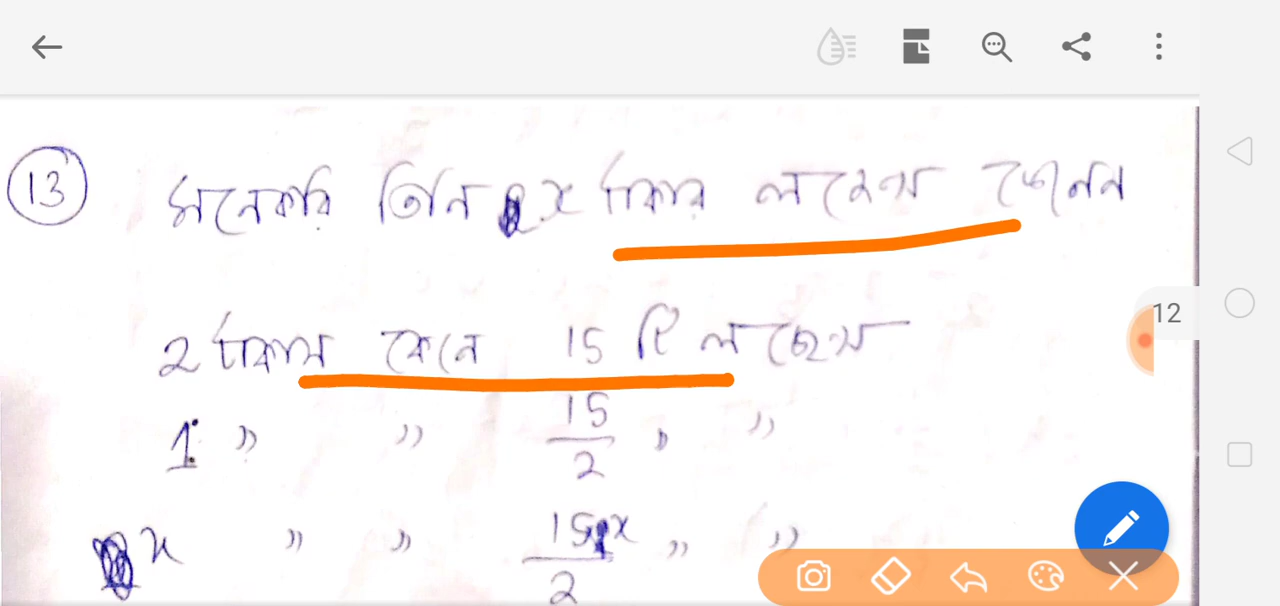 12
13 মনেকরি তিনি x টাকার লজেন্স কেনেন
2 টাকায় কেনে 15 টি লজেন্স
1 " " 15/2 " "
x " " 15x/2 " "